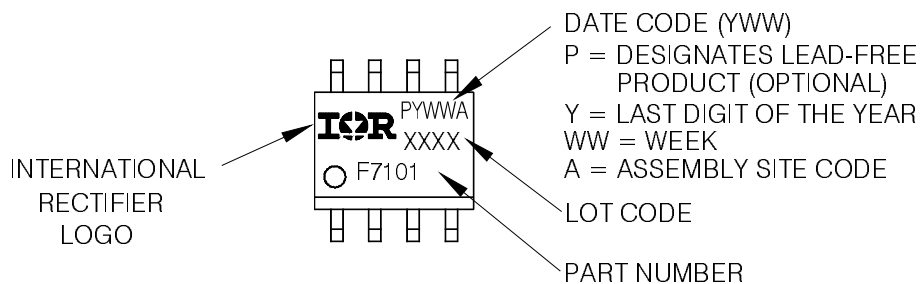 DATE CODE (YWW)
P = DESIGNATES LEAD-FREE
PRODUCT (OPTIONAL)
Y = LAST DIGIT OF THE YEAR
WW = WEEK
A = ASSEMBLY SITE CODE
IOR
PYWWA
XXXX
F7101
INTERNATIONAL
RECTIFIER
LOGO
LOT CODE
PART NUMBER